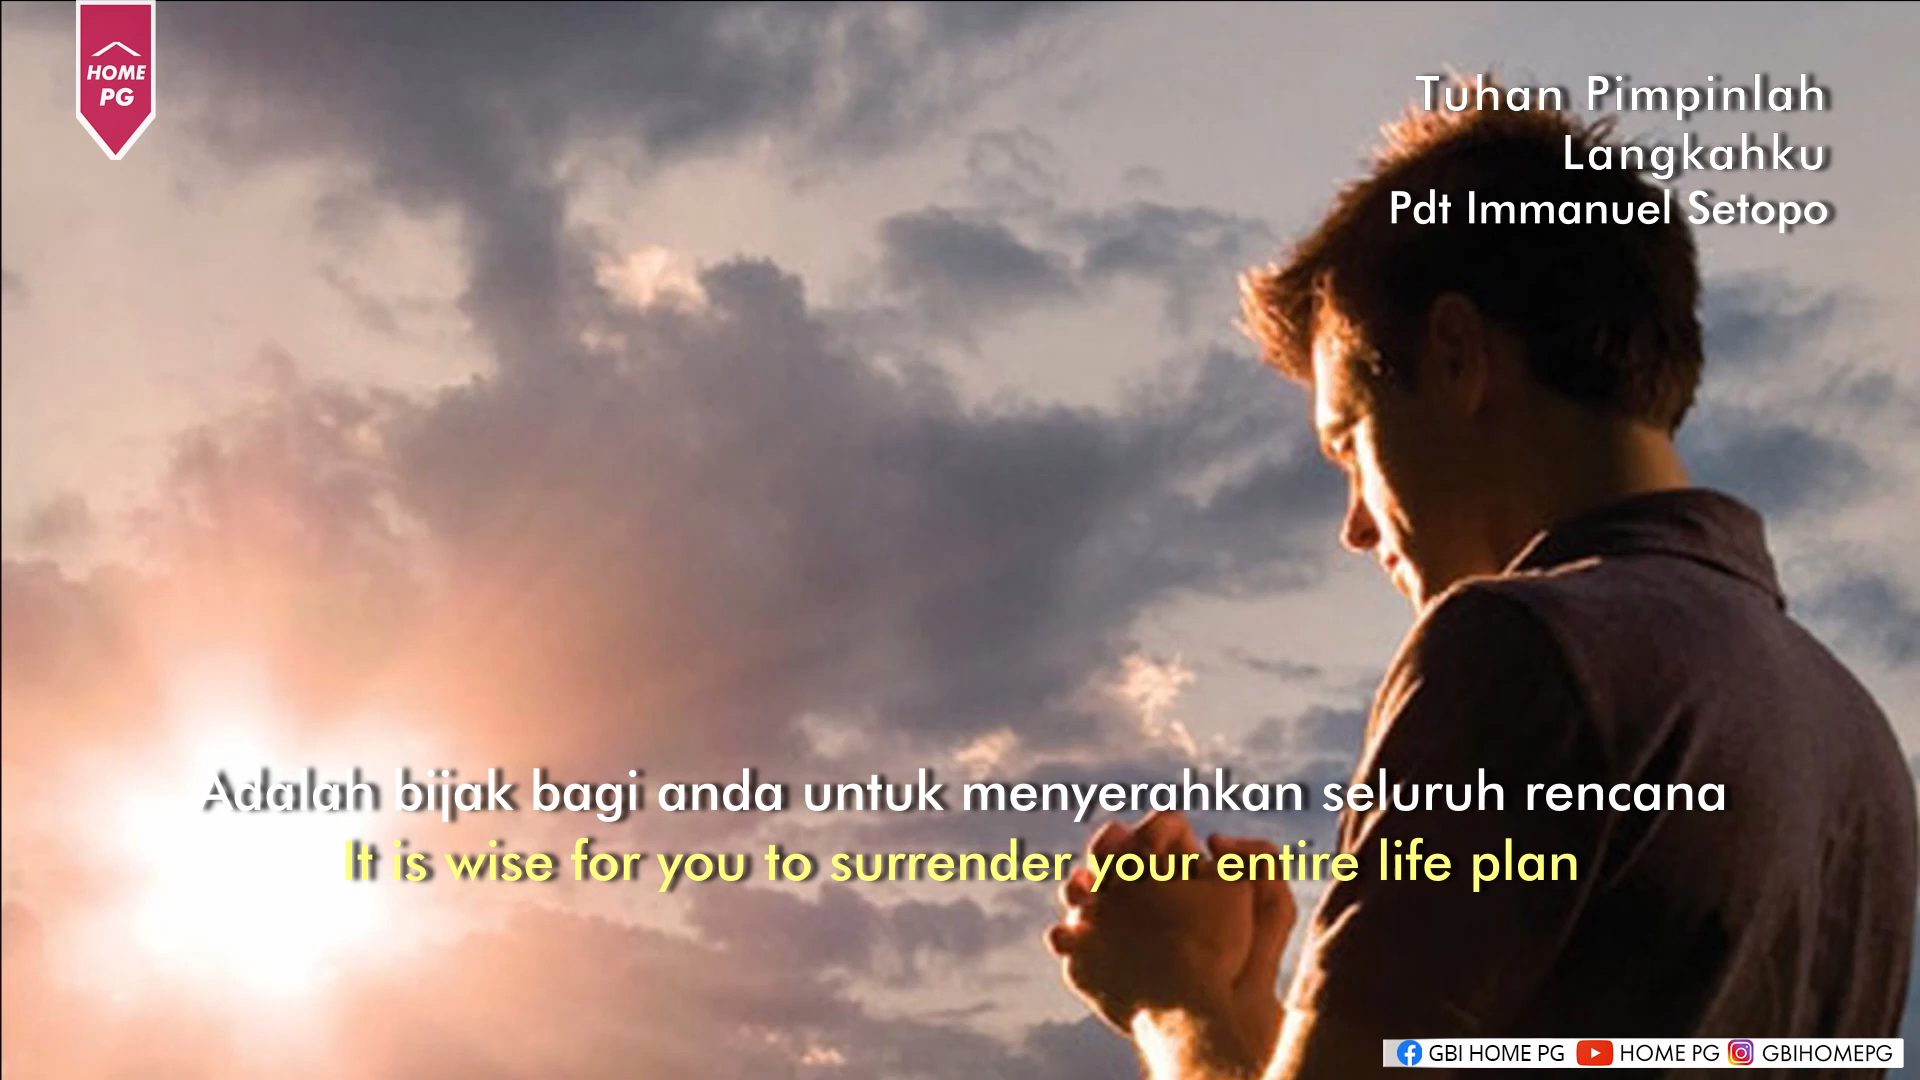 HOME
PG
Tuhan Pimpinlah
Langkahku
Pdt Immanuel Setopo
Adalah bijak bagi anda untuk menyerahkan seluruh rencana
It is wise for you to surrender your entire life plan
GBI HOME PG HOME PG GBIHOMEPG